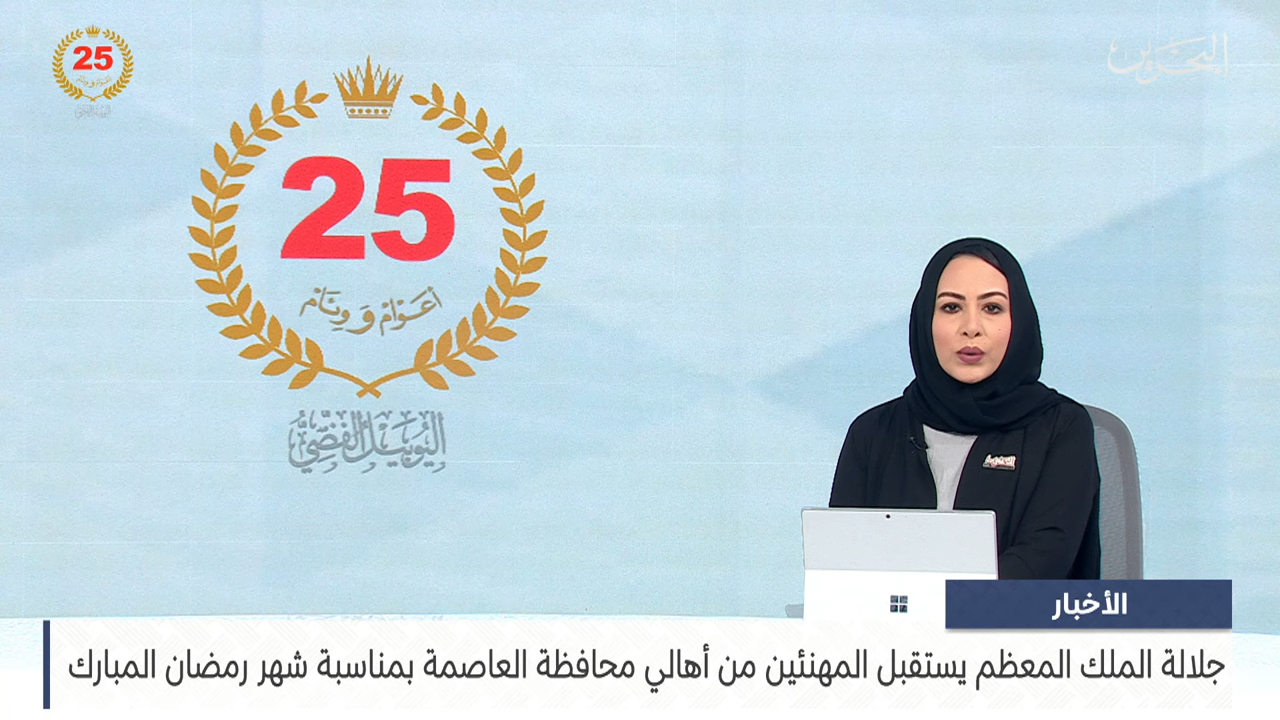 25
البحرين
25
أعوام و وئام
اليوبيل الفضي
الأخبار
جلالة الملك المعظم يستقبل المهنئين من أهالي محافظة العاصمة بمناسبة شهر رمضان المبارك